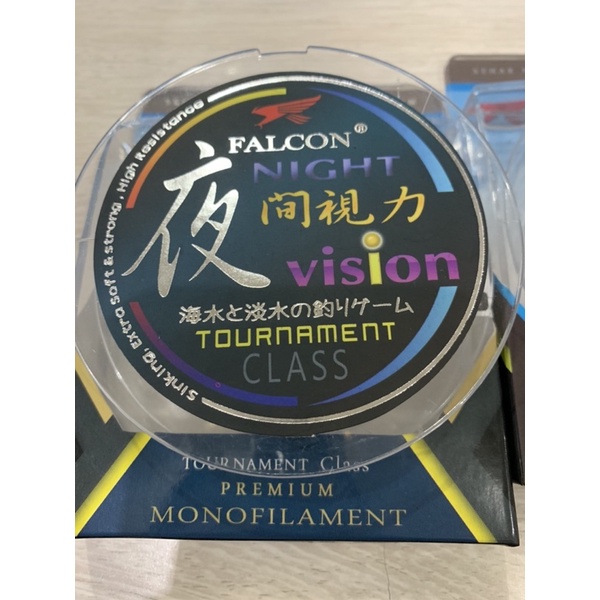 FALCON®
NIGHT
夜間視力
vision
海水と淡水の釣りゲーム
TOURNAMENT
CLASS
Sinking, Extra soft & strong, High Resistance
TOURNAMENT Class
PREMIUM
MONOFILAMENT